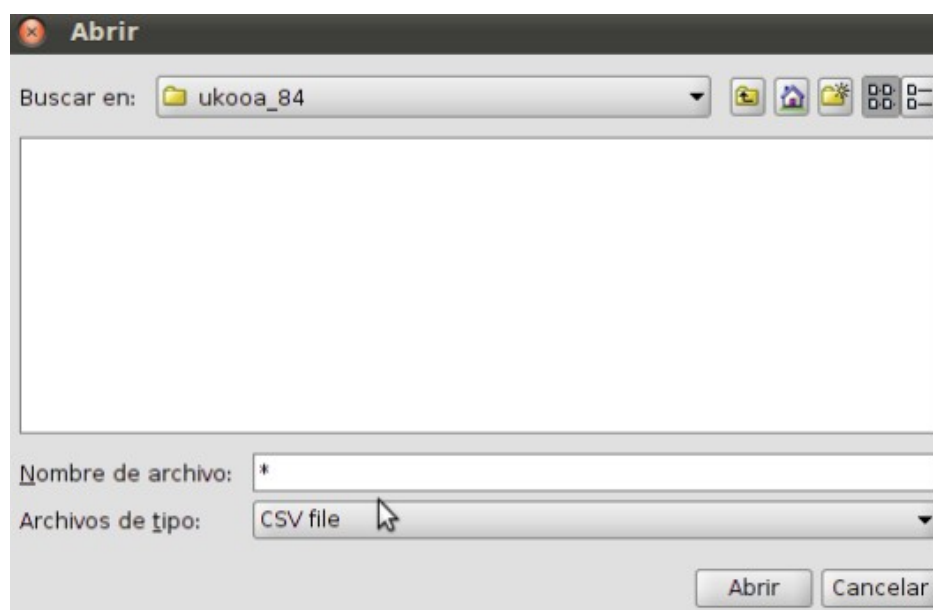 Abrir
Buscar en: ukooa_84
Nombre de archivo: *
Archivos de tipo: CSV file
Abrir Cancelar